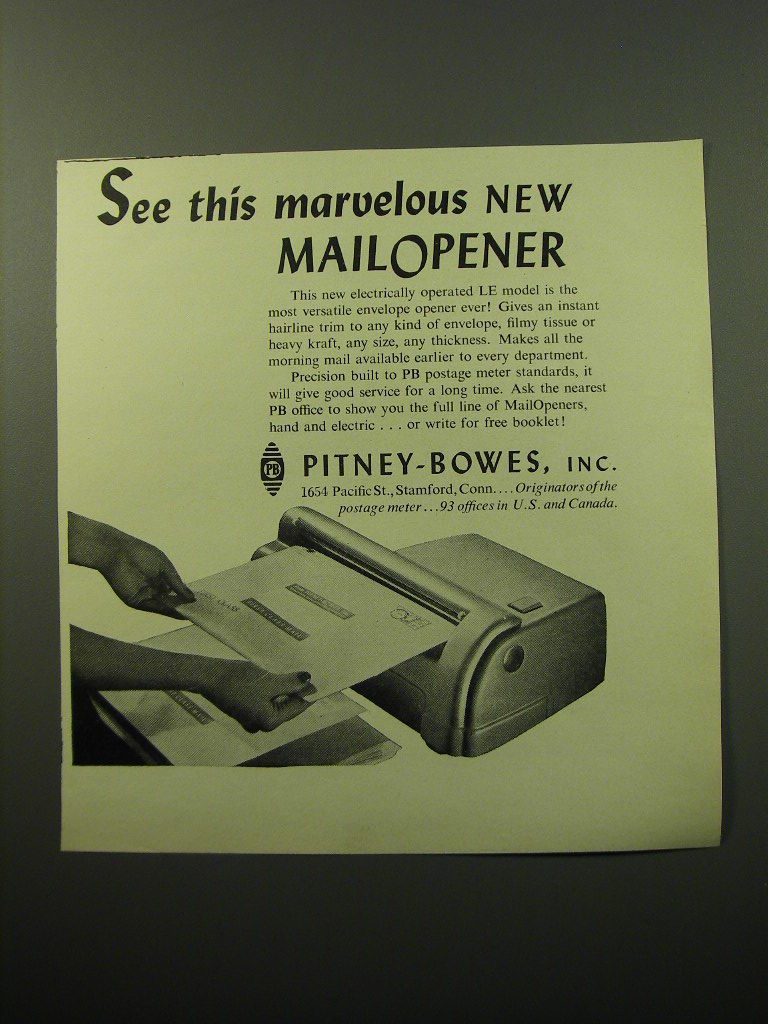 See this marvelous NEW
MAILOPENER
This new electrically operated LE model is the
most versatile envelope opener ever! Gives an instant
hairline trim to any kind of envelope, filmy tissue or
heavy kraft, any size, any thickness. Makes all the
morning mail available earlier to every department.
Precision built to PB postage meter standards, it
will give good service for a long time. Ask the nearest
PB office to show you the full line of MailOpeners,
hand and electric . . . or write for free booklet!
PB
PITNEY-BOWES, INC.
1654 Pacific St., Stamford, Conn.... Originators of the
postage meter...93 offices in U.S. and Canada.